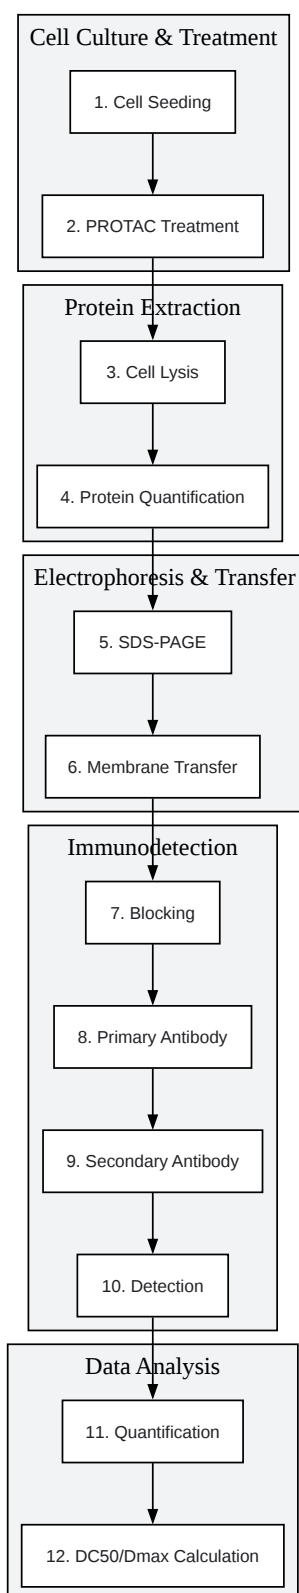 Cell Culture & Treatment
1. Cell Seeding
2. PROTAC Treatment
Protein Extraction
3. Cell Lysis
4. Protein Quantification
Electrophoresis & Transfer
5. SDS-PAGE
6. Membrane Transfer
Immunodetection
7. Blocking
8. Primary Antibody
9. Secondary Antibody
10. Detection
Data Analysis
11. Quantification
12. DC50/Dmax Calculation